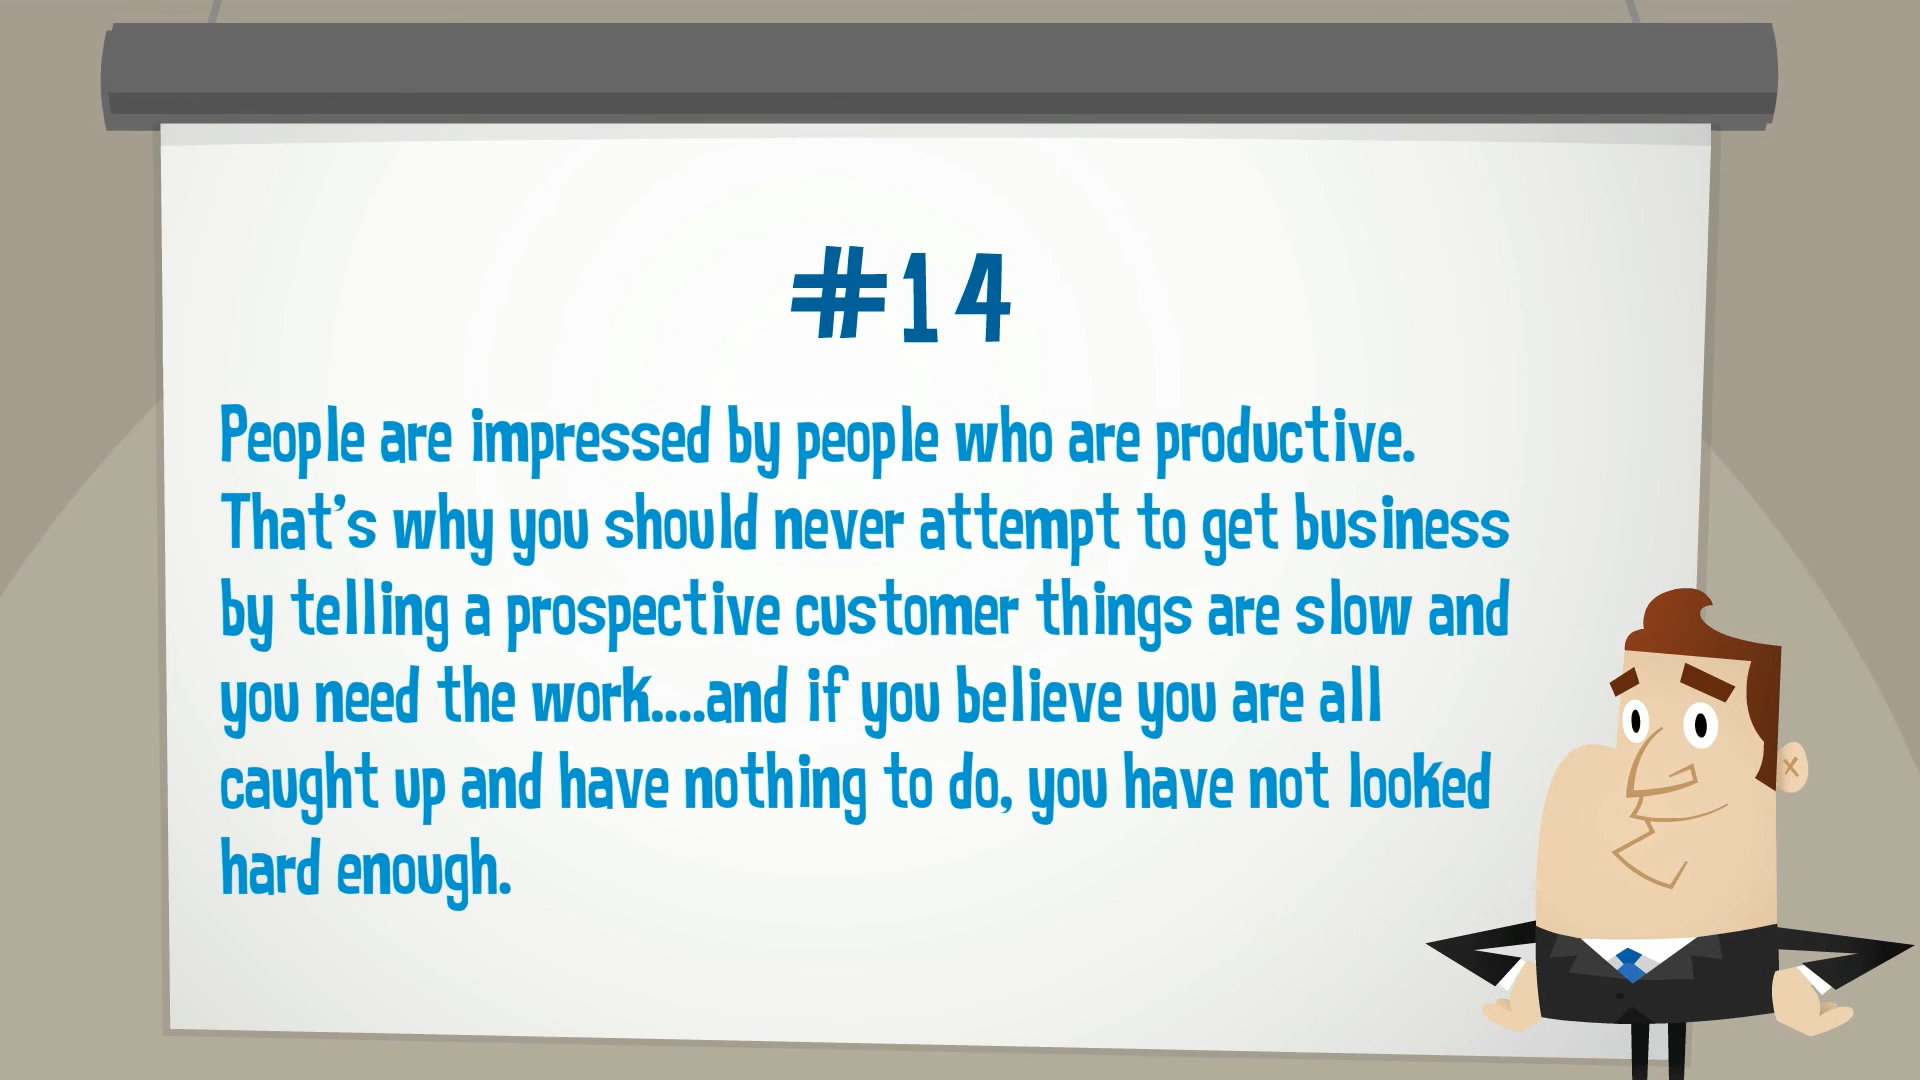 #14
People are impressed by people who are productive.
That's why you should never attempt to get business
by telling a prospective customer things are slow and
you need the work....and if you believe you are all
caught up and have nothing to do, you have not looked
hard enough.